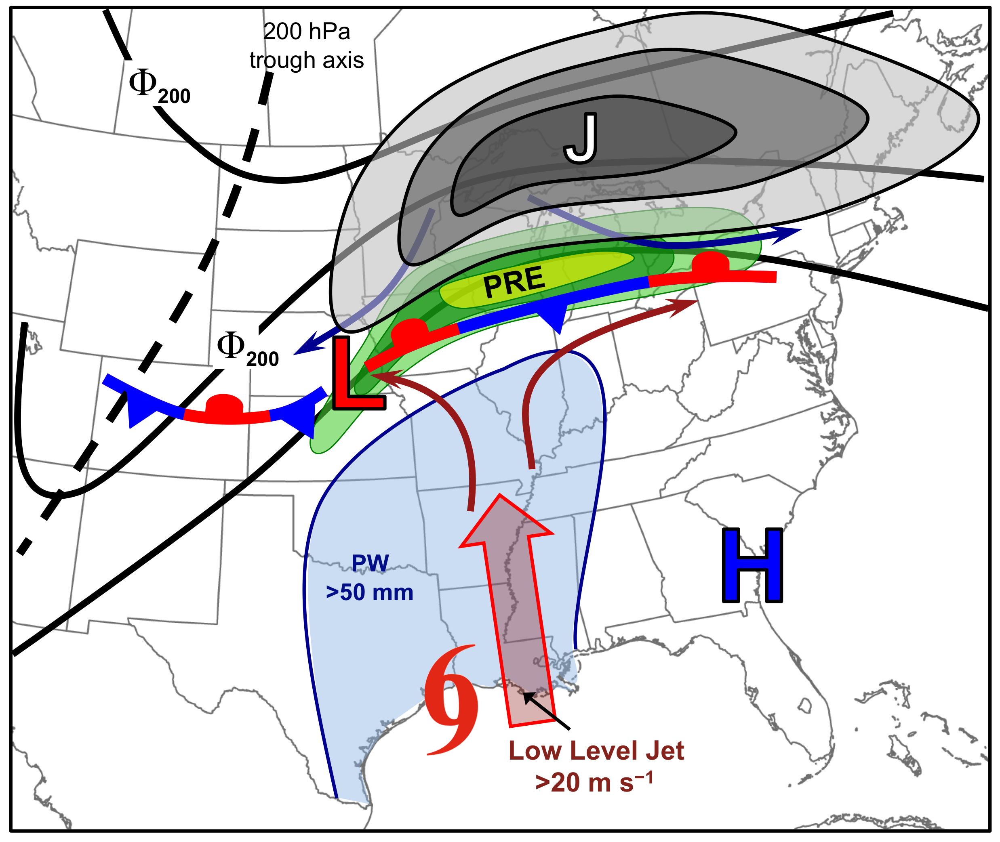 200 hPa
trough axis
Φ200
J
PRE
Φ200
L
PW
>50 mm
H
Low Level Jet
>20 m s−1